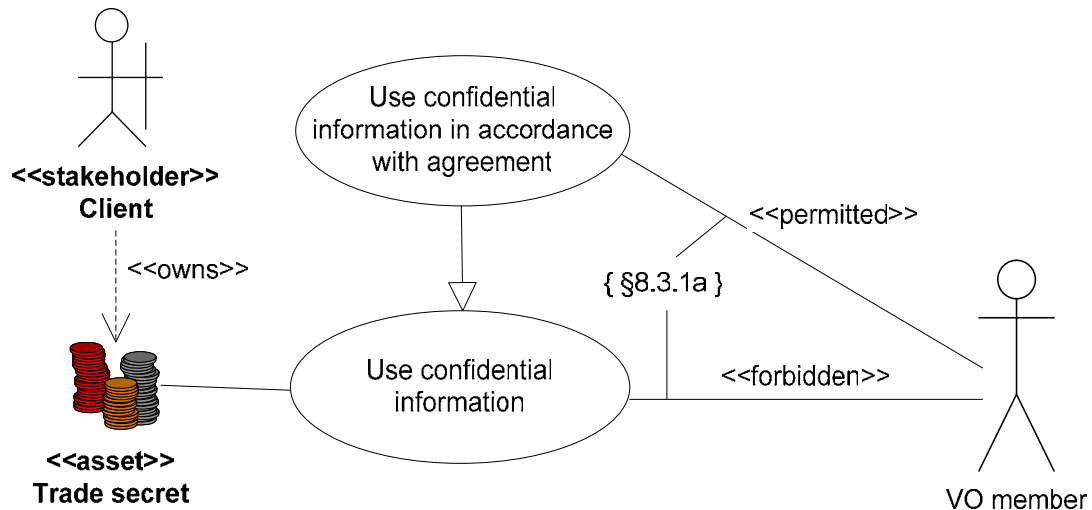 <<stakeholder>>
Client
<<owns>>
<<asset>>
Trade secret
Use confidential
information in accordance
with agreement
<<permitted>>
{ §8.3.1a }
Use confidential
information
<<forbidden>>
VO member